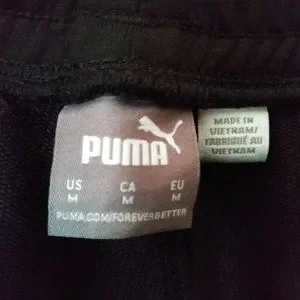 PUMA
US CA EU
M M M
PUMA.COM/FOREVERBETTER
MADE IN
VIETNAM/
FABRIQUÉ AU
VIETNAM